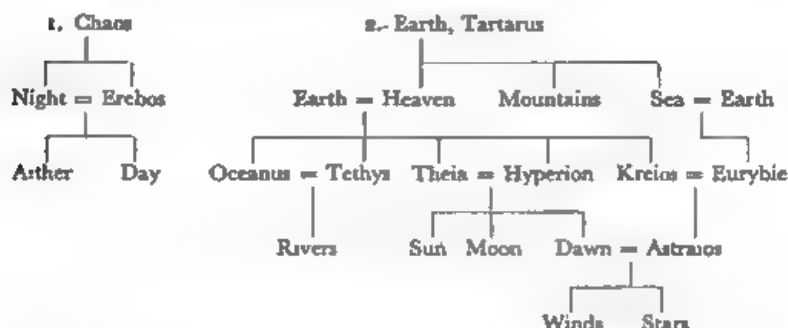 1. Chaos 2. Earth, Tartarus
Night = Erebos Earth = Heaven Mountains Sea = Earth
Aither Day Oceanus = Tethys Theia = Hyperion Kreios = Eurybie
Rivers Sun Moon Dawn = Astraios
Winds Stars